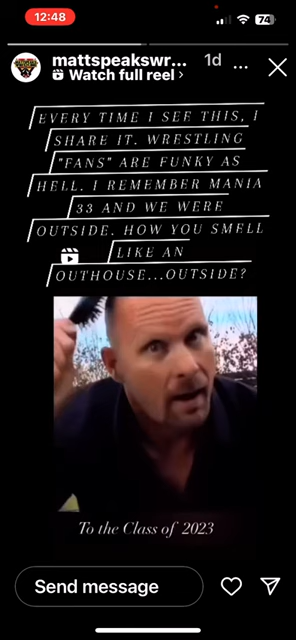 12:48
74
mattspeakswr...
1d
Watch full reel
EVERY TIME I SEE THIS, I
SHARE IT. WRESTLING
"FANS" ARE FUNKY AS
HELL. I REMEMBER MANIA
33 AND WE WERE
OUTSIDE. HOW YOU SMELL
LIKE AN
OUTHOUSE...OUTSIDE?
To the Class of 2023
Send message